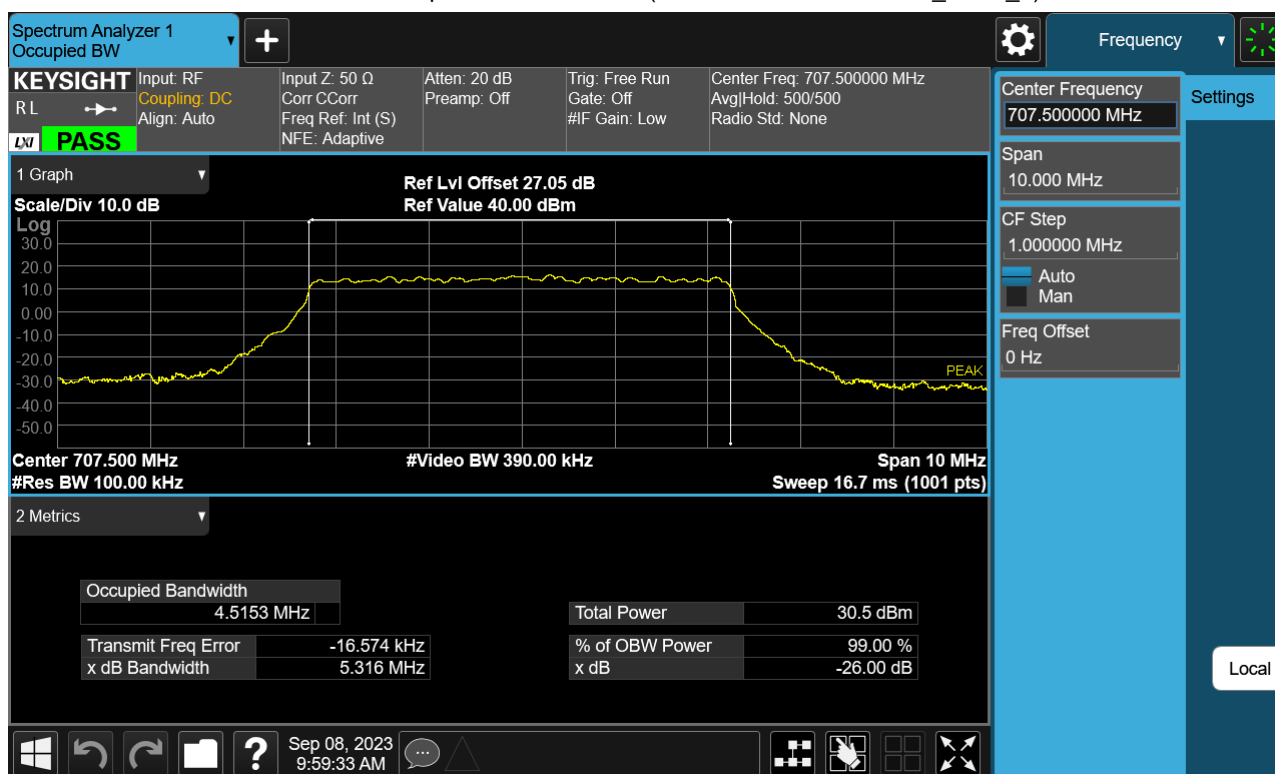 Spectrum Analyzer 1
Occupied BW
Frequency
KEYSIGHT
R L
LXI PASS
Input: RF
Coupling: DC
Align: Auto
Input Z: 50 Ω
Corr CCorr
Freq Ref: Int (S)
NFE: Adaptive
Atten: 20 dB
Preamp: Off
Trig: Free Run
Gate: Off
#IF Gain: Low
Center Freq: 707.500000 MHz
Avg|Hold: 500/500
Radio Std: None
1 Graph
Scale/Div 10.0 dB
Ref Lvl Offset 27.05 dB
Ref Value 40.00 dBm
Log
30.0
20.0
10.0
0.00
-10.0
-20.0
-30.0
-40.0
-50.0
PEAK
Center 707.500 MHz
#Video BW 390.00 kHz
Span 10 MHz
#Res BW 100.00 kHz
Sweep 16.7 ms (1001 pts)
2 Metrics
Occupied Bandwidth
4.5153 MHz
Total Power 30.5 dBm
Transmit Freq Error -16.574 kHz
% of OBW Power 99.00 %
x dB Bandwidth 5.316 MHz
x dB -26.00 dB
Center Frequency
707.500000 MHz
Settings
Span
10.000 MHz
CF Step
1.000000 MHz
Auto
Man
Freq Offset
0 Hz
Local
?
Sep 08, 2023
9:59:33 AM